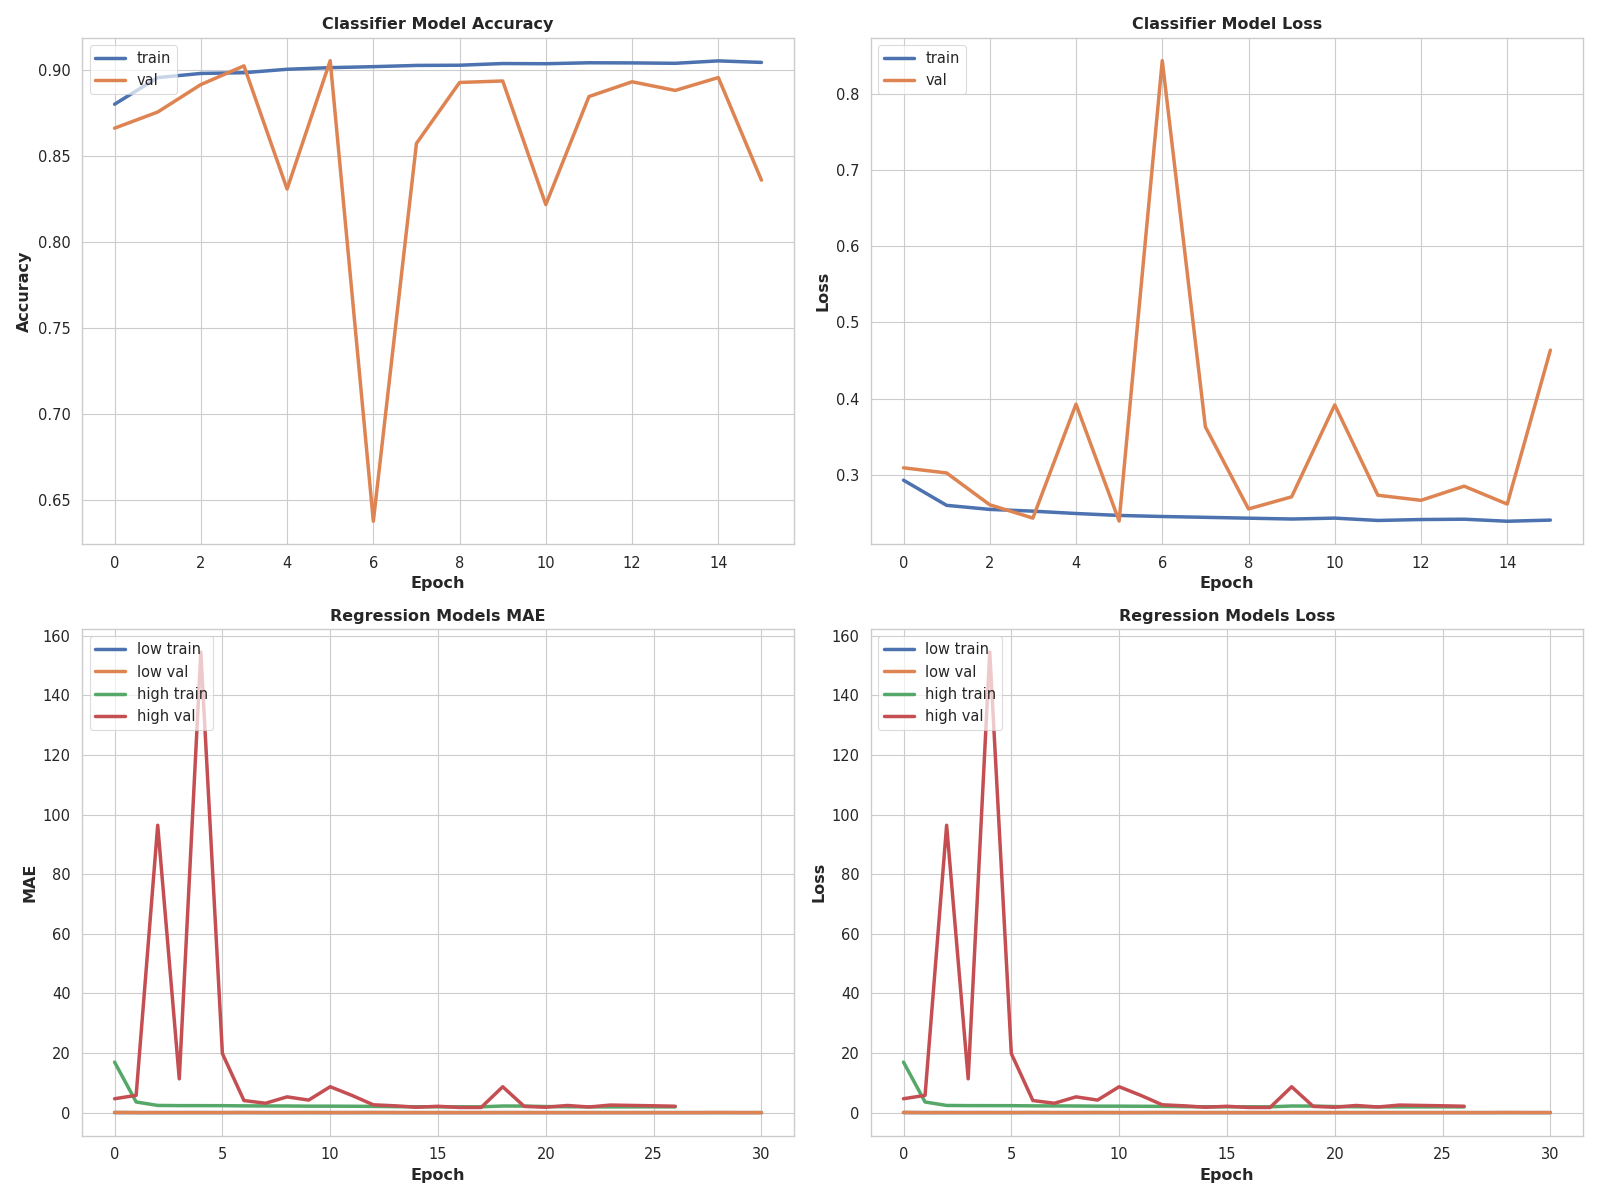 Classifier Model Accuracy
train
val
0.90
0.85
0.80
0.75
0.70
0.65
Accuracy
0 2 4 6 8 10 12 14
Epoch
Classifier Model Loss
train
val
0.8
0.7
0.6
0.5
0.4
0.3
Loss
0 2 4 6 8 10 12 14
Epoch
Regression Models MAE
low train
low val
high train
high val
160
140
120
100
80
60
40
20
0
MAE
0 5 10 15 20 25 30
Epoch
Regression Models Loss
low train
low val
high train
high val
160
140
120
100
80
60
40
20
0
Loss
0 5 10 15 20 25 30
Epoch